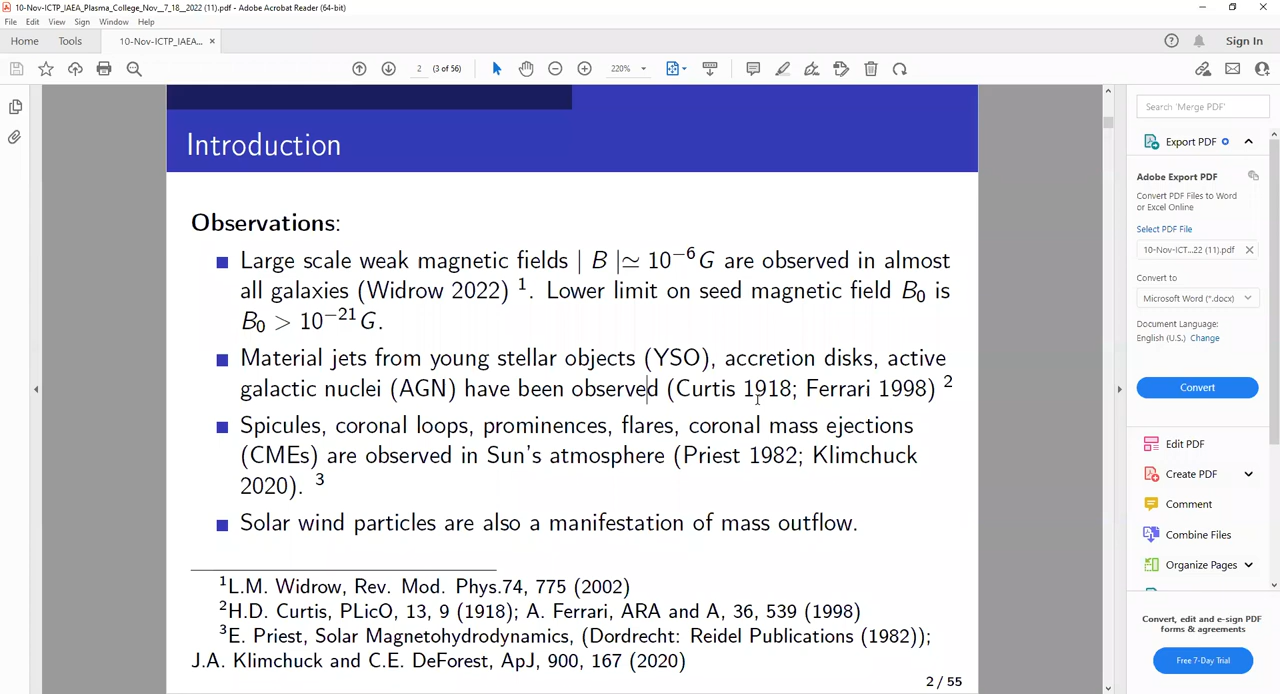 10-Nov-ICTP_IAEA_Plasma_College_Nov__7_18__2022 (11).pdf - Adobe Acrobat Reader (64-bit)
File Edit View Sign Window Help
Home Tools 10-Nov-ICTP_IAEA... × Sign In
2 (3 of 56) 220%
Introduction
Observations:
Large scale weak magnetic fields | B |≃ 10⁻⁶G are observed in almost
all galaxies (Widrow 2022) ¹. Lower limit on seed magnetic field B₀ is
B₀ > 10⁻²¹G.
Material jets from young stellar objects (YSO), accretion disks, active
galactic nuclei (AGN) have been observed (Curtis 1918; Ferrari 1998) ²
Spicules, coronal loops, prominences, flares, coronal mass ejections
(CMEs) are observed in Sun's atmosphere (Priest 1982; Klimchuck
2020). ³
Solar wind particles are also a manifestation of mass outflow.
¹L.M. Widrow, Rev. Mod. Phys.74, 775 (2002)
²H.D. Curtis, PLicO, 13, 9 (1918); A. Ferrari, ARA and A, 36, 539 (1998)
³E. Priest, Solar Magnetohydrodynamics, (Dordrecht: Reidel Publications (1982));
J.A. Klimchuck and C.E. DeForest, ApJ, 900, 167 (2020)
2 / 55
Search 'Merge PDF'
Export PDF
Adobe Export PDF
Convert PDF Files to Word
or Excel Online
Select PDF File
10-Nov-ICT...22 (11).pdf
Convert to
Microsoft Word (*.docx)
Document Language:
English (U.S.) Change
Convert
Edit PDF
Create PDF
Comment
Combine Files
Organize Pages
Convert, edit and e-sign PDF
forms & agreements
Free 7-Day Trial